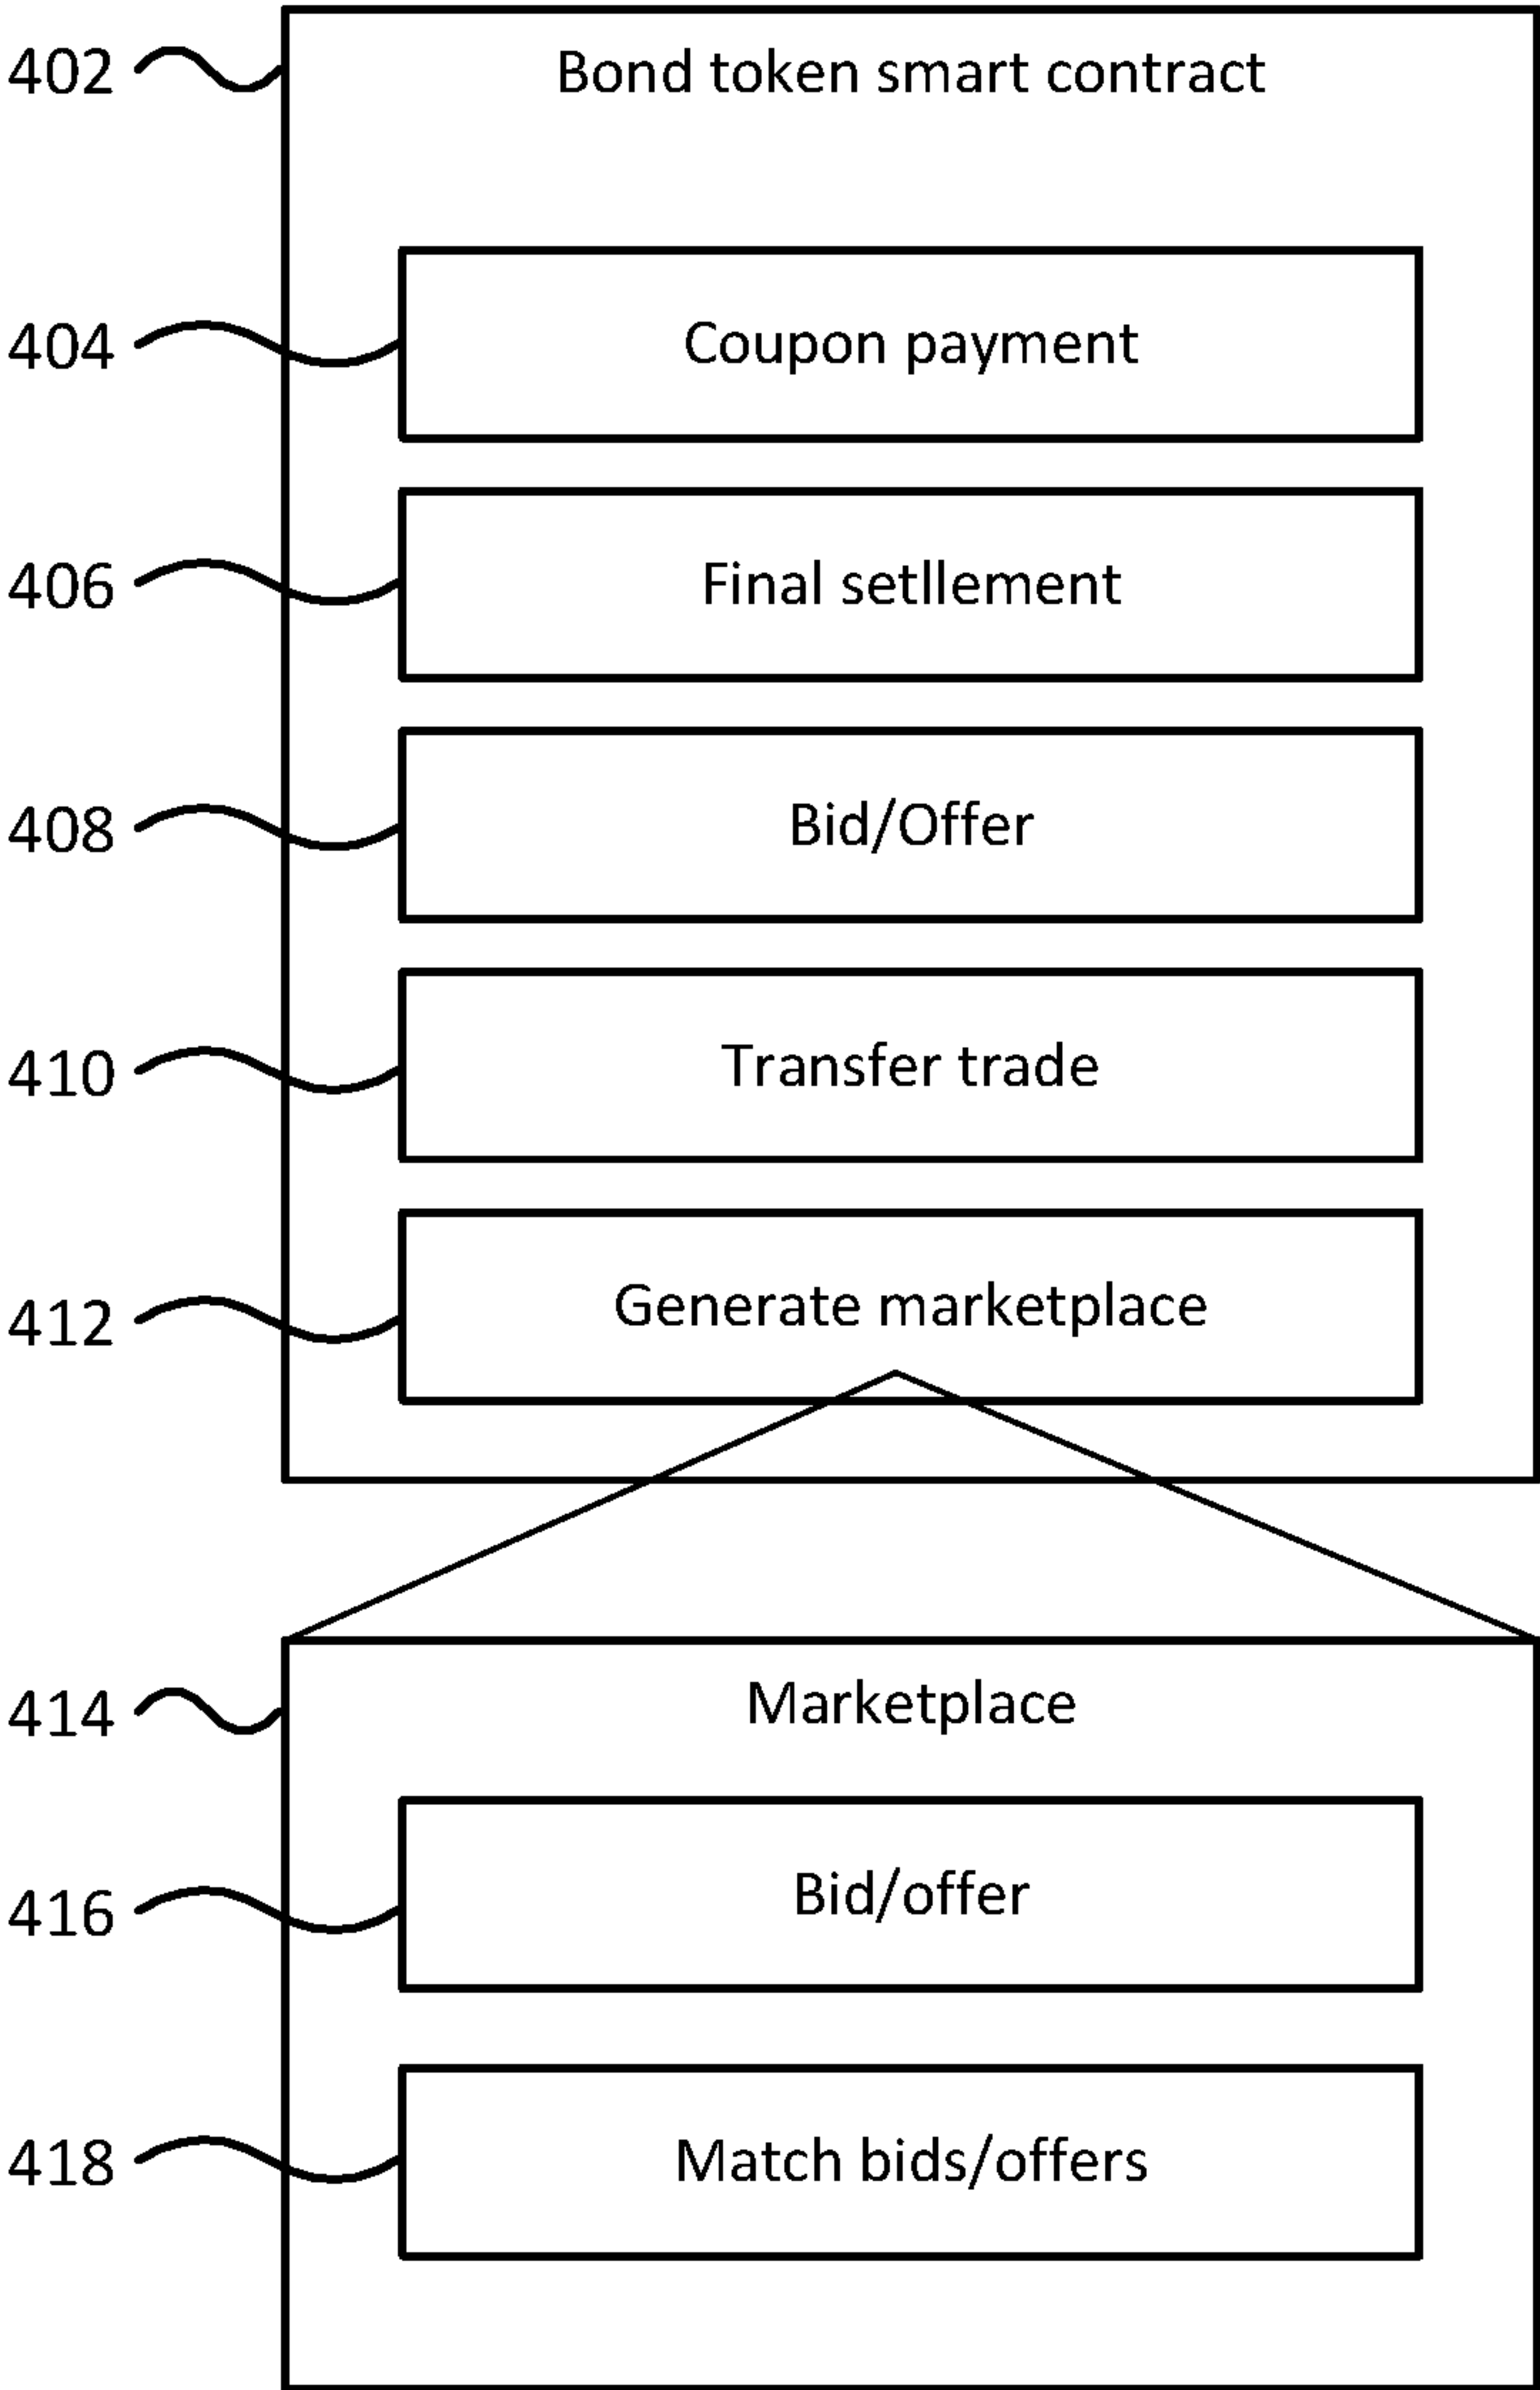 402 Bond token smart contract
404 Coupon payment
406 Final setllement
408 Bid/Offer
410 Transfer trade
412 Generate marketplace
414 Marketplace
416 Bid/offer
418 Match bids/offers